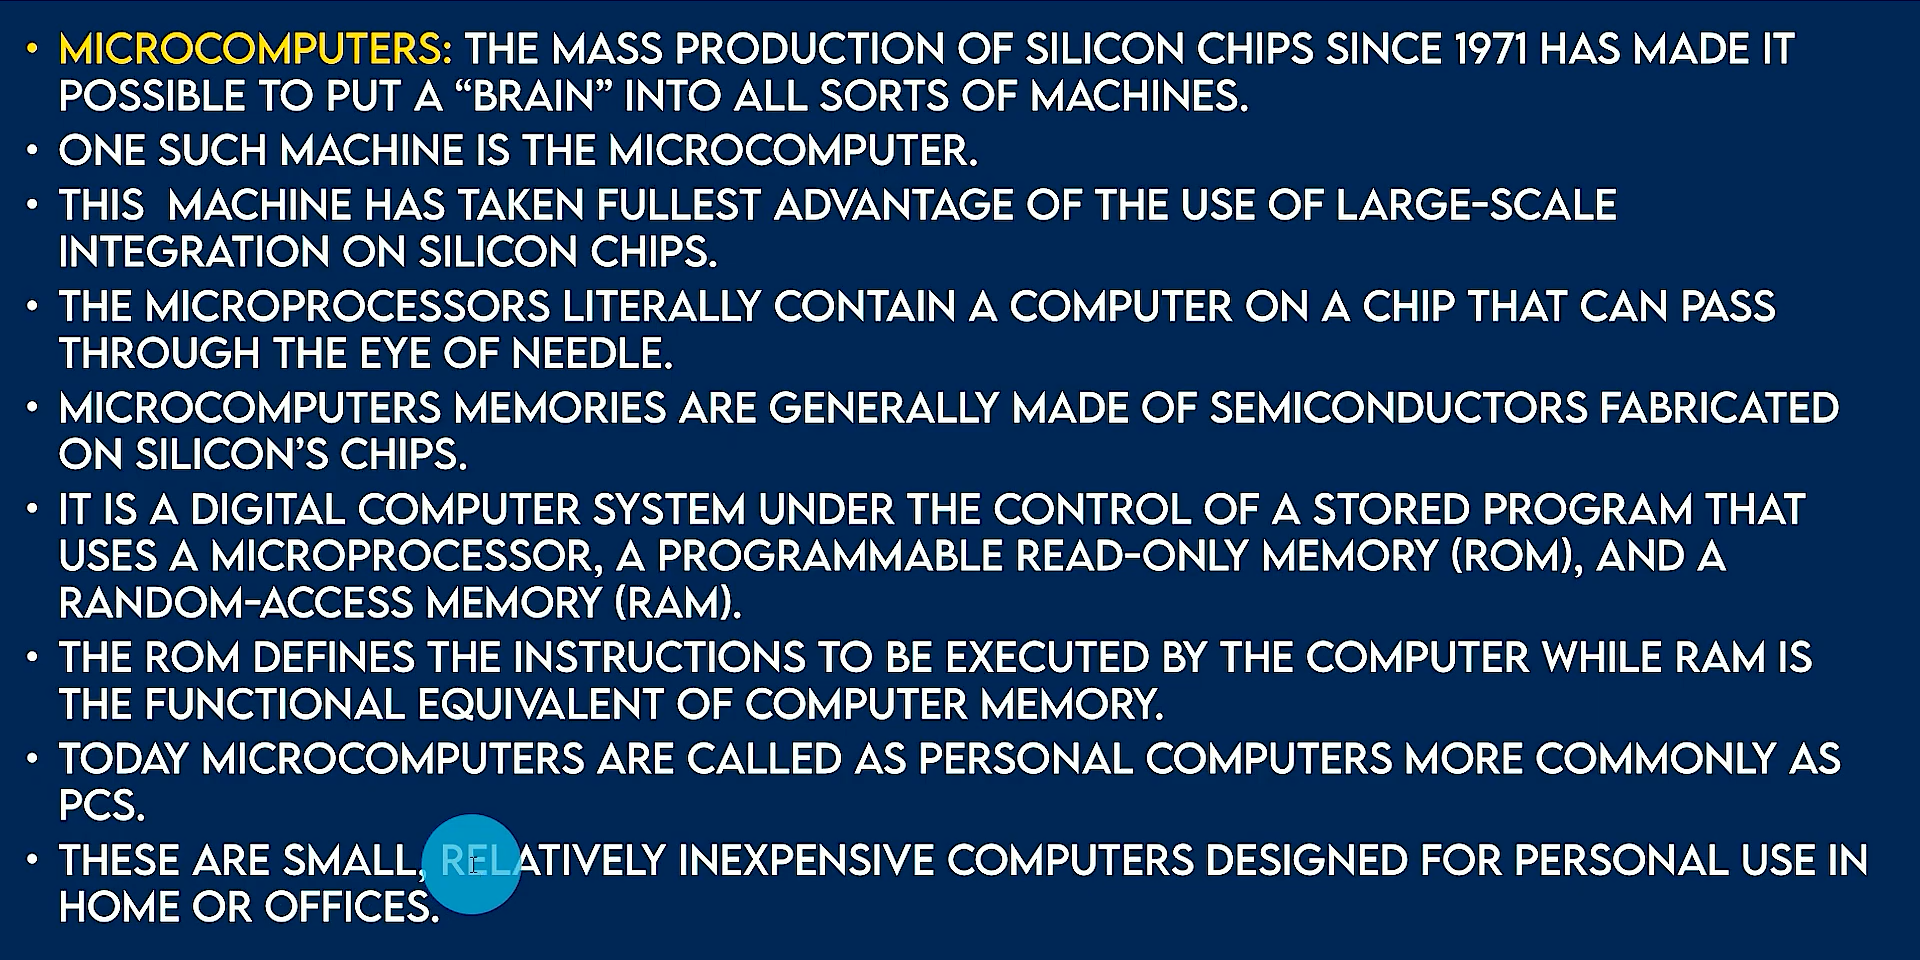 • MICROCOMPUTERS: THE MASS PRODUCTION OF SILICON CHIPS SINCE 1971 HAS MADE IT
POSSIBLE TO PUT A “BRAIN” INTO ALL SORTS OF MACHINES.
• ONE SUCH MACHINE IS THE MICROCOMPUTER.
• THIS  MACHINE HAS TAKEN FULLEST ADVANTAGE OF THE USE OF LARGE-SCALE
INTEGRATION ON SILICON CHIPS.
• THE MICROPROCESSORS LITERALLY CONTAIN A COMPUTER ON A CHIP THAT CAN PASS
THROUGH THE EYE OF NEEDLE.
• MICROCOMPUTERS MEMORIES ARE GENERALLY MADE OF SEMICONDUCTORS FABRICATED
ON SILICON’S CHIPS.
• IT IS A DIGITAL COMPUTER SYSTEM UNDER THE CONTROL OF A STORED PROGRAM THAT
USES A MICROPROCESSOR, A PROGRAMMABLE READ-ONLY MEMORY (ROM), AND A
RANDOM-ACCESS MEMORY (RAM).
• THE ROM DEFINES THE INSTRUCTIONS TO BE EXECUTED BY THE COMPUTER WHILE RAM IS
THE FUNCTIONAL EQUIVALENT OF COMPUTER MEMORY.
• TODAY MICROCOMPUTERS ARE CALLED AS PERSONAL COMPUTERS MORE COMMONLY AS
PCS.
• THESE ARE SMALL, RELATIVELY INEXPENSIVE COMPUTERS DESIGNED FOR PERSONAL USE IN
HOME OR OFFICES.